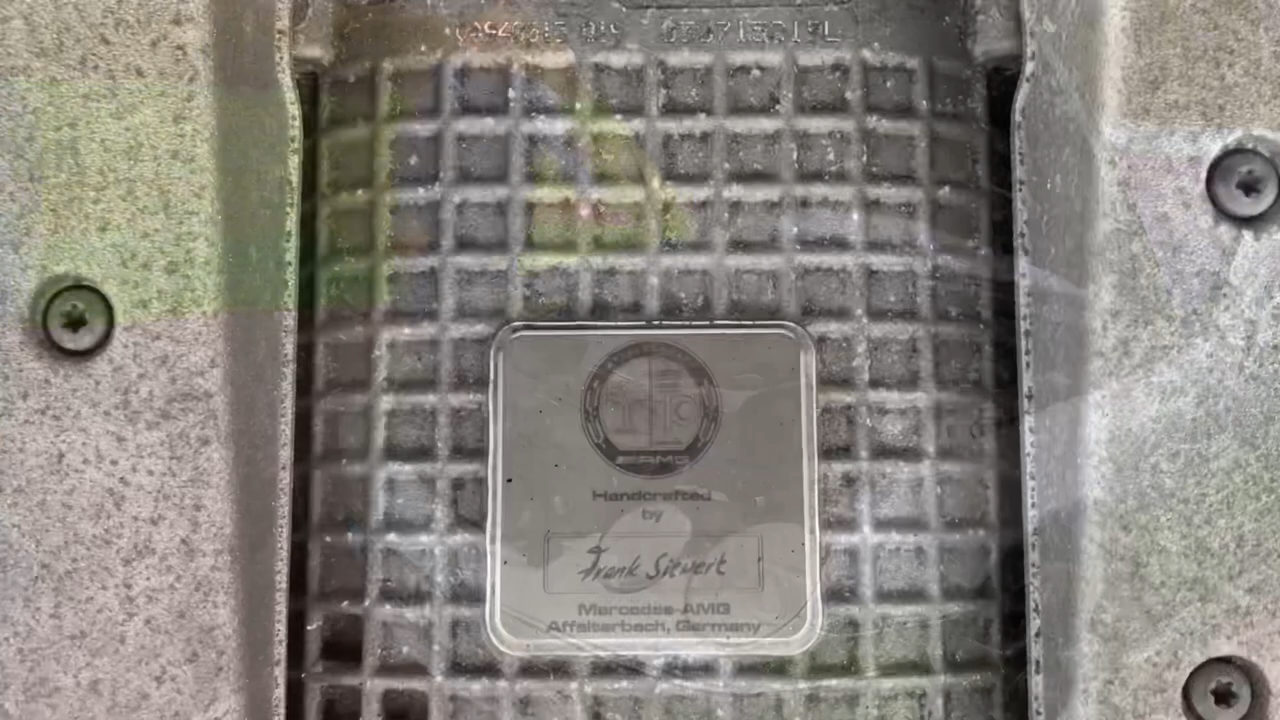 AMG
Handcrafted
by
Frank Siewert
Mercedes-AMG
Affalterbach, Germany